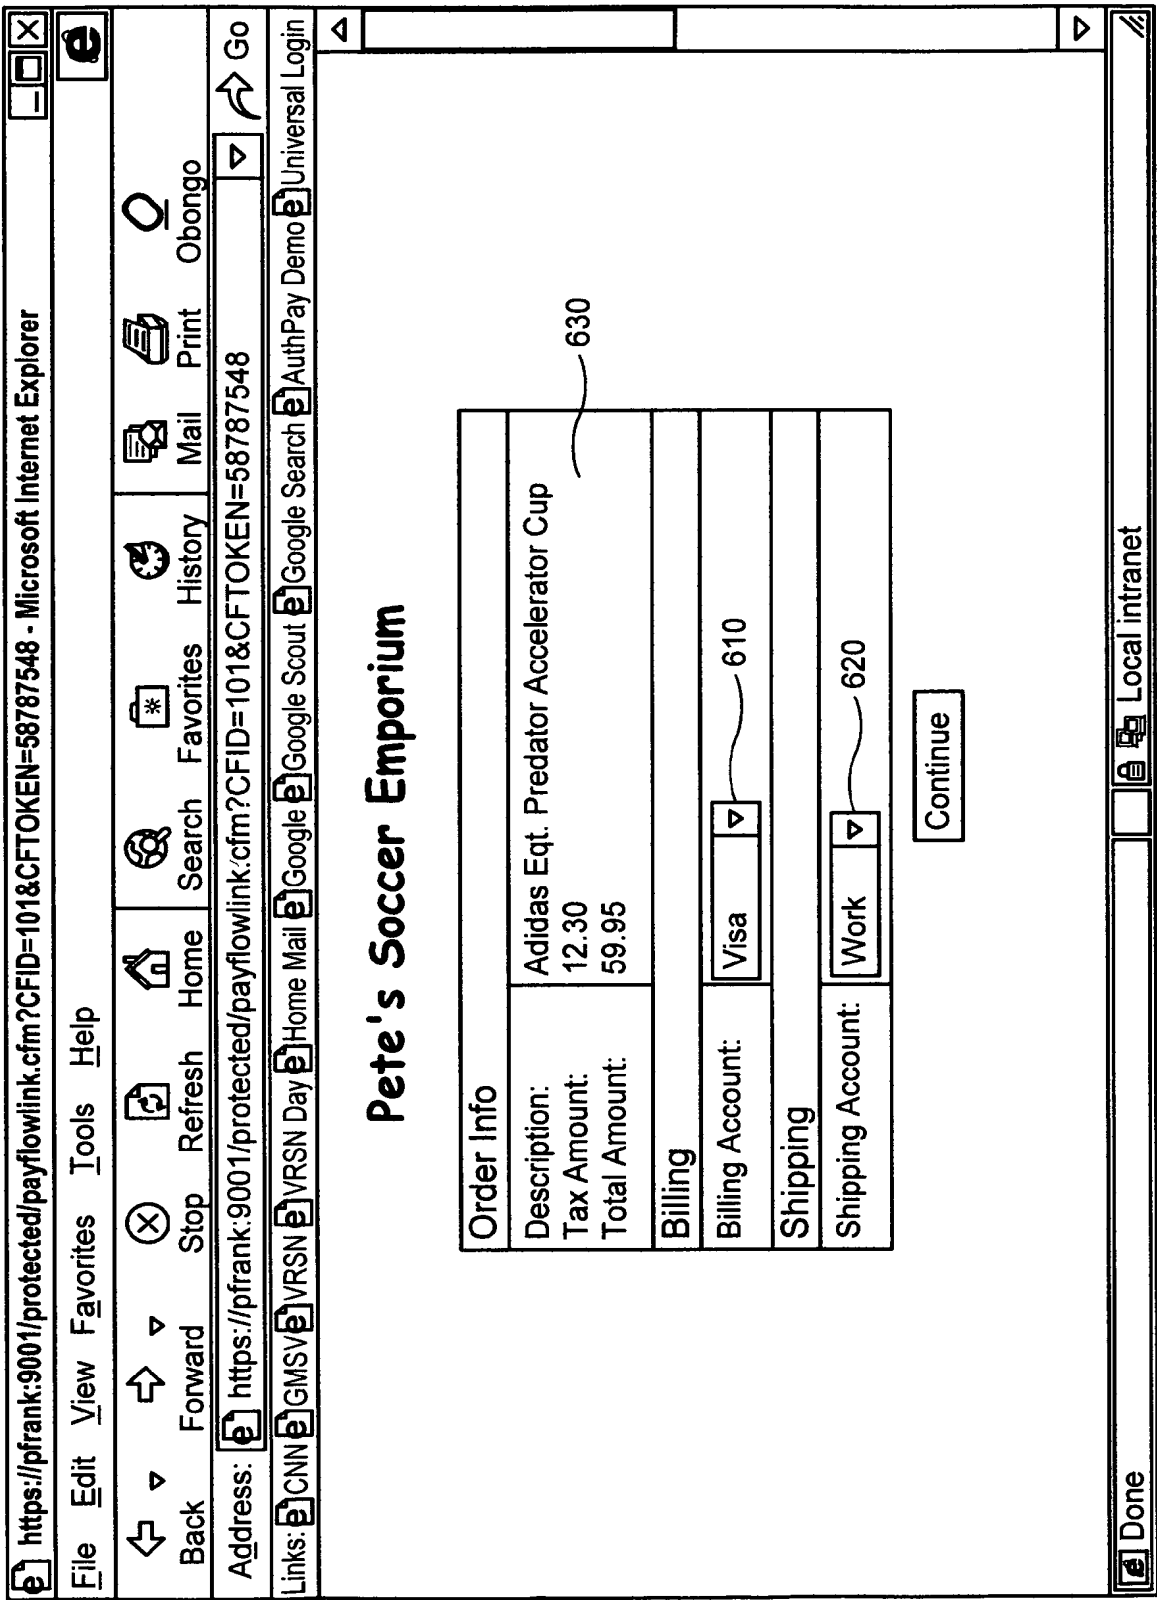 https://pfrank:9001/protected/payflowlink.cfm?CFID=101&CFTOKEN=58787548 - Microsoft Internet Explorer
File Edit View Favorites Tools Help
Back Forward Stop Refresh Home Search Favorites History Mail Print Obongo
Address: https://pfrank:9001/protected/payflowlink.cfm?CFID=101&CFTOKEN=58787548 Go
Links: CNN GMSV VRSN VRSN Day Home Mail Google Google Scout Google Search AuthPay Demo Universal Login
Pete's Soccer Emporium
Order Info
Description: Adidas Eqt. Predator Accelerator Cup
Tax Amount: 12.30
Total Amount: 59.95
630
Billing
Billing Account: Visa 610
Shipping
Shipping Account: Work 620
Continue
Done Local intranet